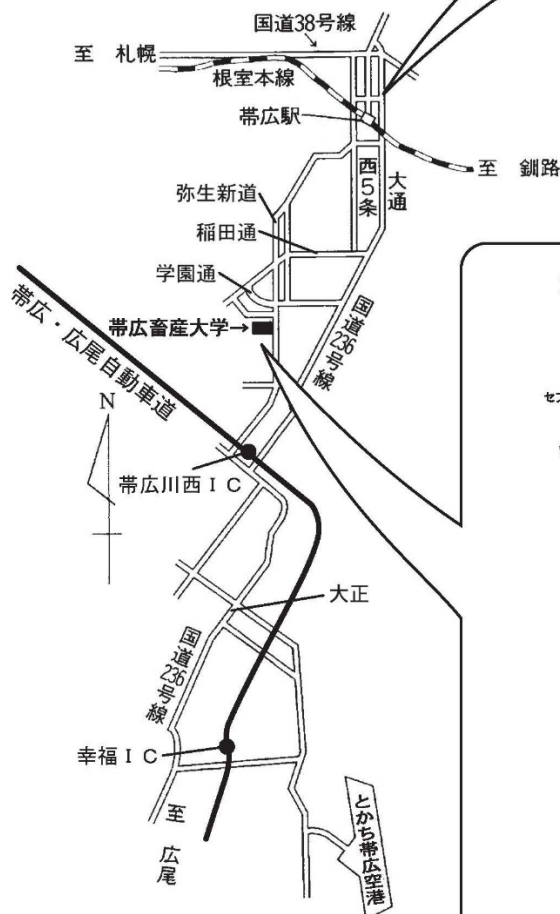 国道38号線
至 札幌
根室本線
帯広駅
至 釧路
西5条
大通
弥生新道
稲田通
学園通
国道236号線
帯広畜産大学→
帯広・広尾自動車道
セブ
N
帯広川西IC
大正
国道236号線
幸福IC
至 広尾
とかち帯広空港